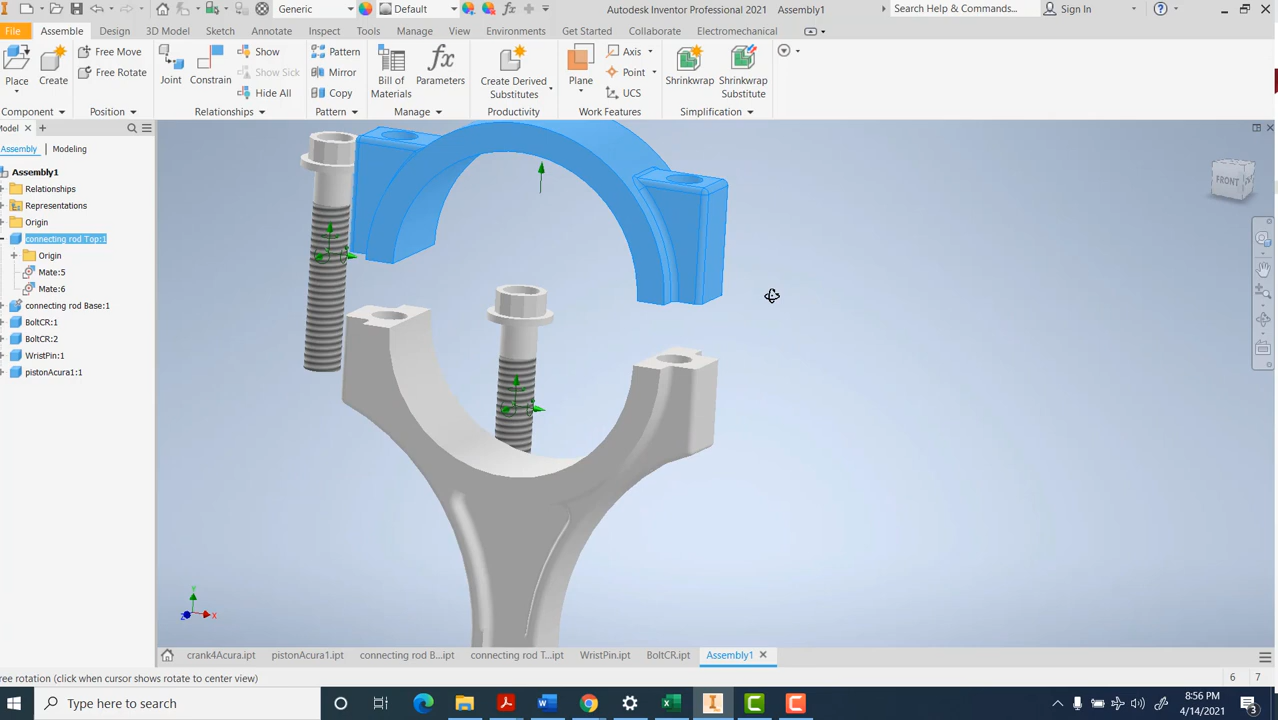 Generic
Default
Autodesk Inventor Professional 2021 Assembly1
Search Help & Commands...
Sign In
File
Assemble
Design
3D Model
Sketch
Annotate
Inspect
Tools
Manage
View
Environments
Get Started
Collaborate
Electromechanical
Place
Create
Component
Free Move
Free Rotate
Position
Joint
Constrain
Show
Show Sick
Hide All
Relationships
Pattern
Mirror
Copy
Pattern
Bill of
Materials
fx
Parameters
Manage
Create Derived
Substitutes
Productivity
Plane
Axis
Point
UCS
Work Features
Shrinkwrap
Shrinkwrap
Substitute
Simplification
Model
Assembly
Modeling
Assembly1
Relationships
Representations
Origin
connecting rod Top:1
Origin
Mate:5
Mate:6
connecting rod Base:1
BoltCR:1
BoltCR:2
WristPin:1
pistonAcura1:1
FRONT
Y
X
Z
crank4Acura.ipt
pistonAcura1.ipt
connecting rod B...ipt
connecting rod T...ipt
WristPin.ipt
BoltCR.ipt
Assembly1
ree rotation (click when cursor shows rotate to center view)
6 7
Type here to search
8:56 PM
4/14/2021